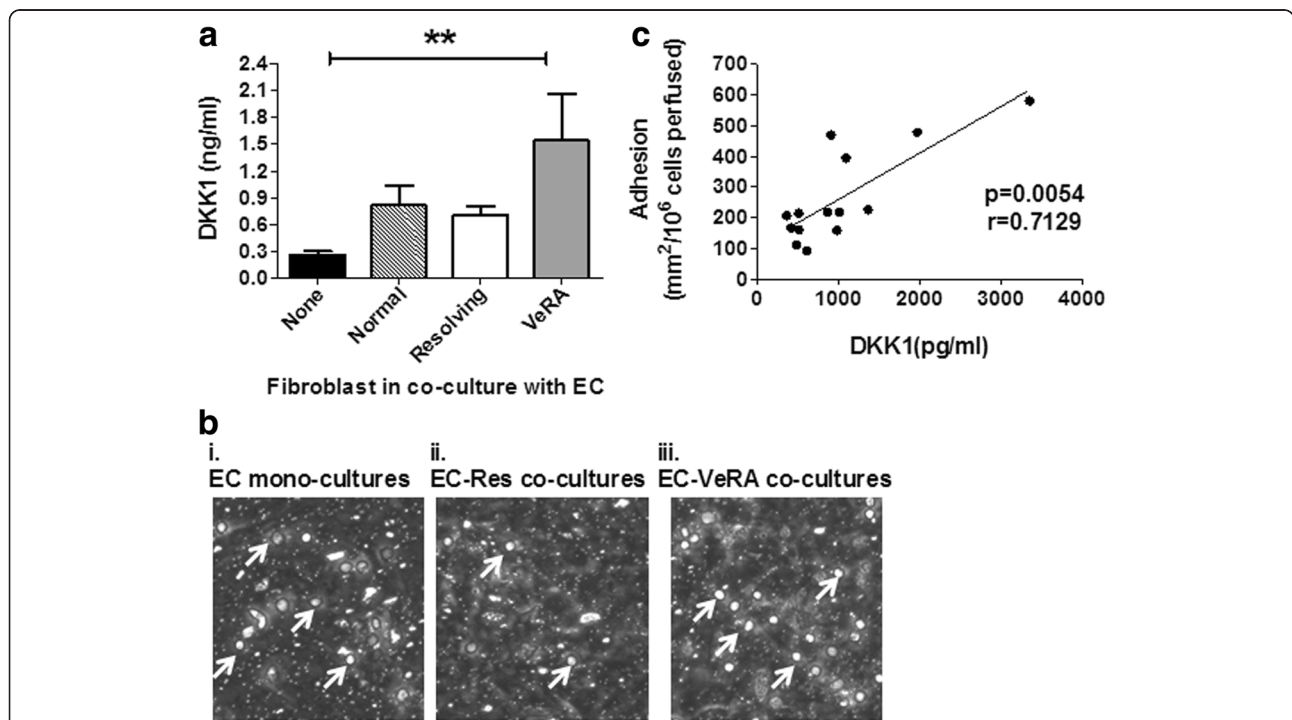 a
**
2.4
2.1
1.8
1.5
1.2
0.9
0.6
0.3
0.0
DKK1 (ng/ml)
None
Normal
Resolving
VeRA
Fibroblast in co-culture with EC
c
700
600
500
400
300
200
100
0
Adhesion
(mm²/10⁶ cells perfused)
p=0.0054
r=0.7129
0 1000 2000 3000 4000
DKK1(pg/ml)
b
i.
EC mono-cultures
ii.
EC-Res co-cultures
iii.
EC-VeRA co-cultures